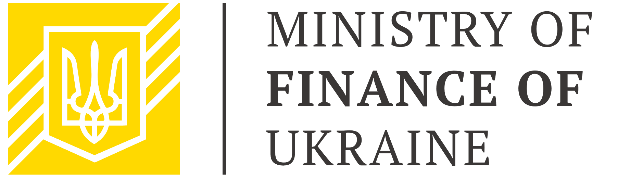 MINISTRY OF
FINANCE OF
UKRAINE